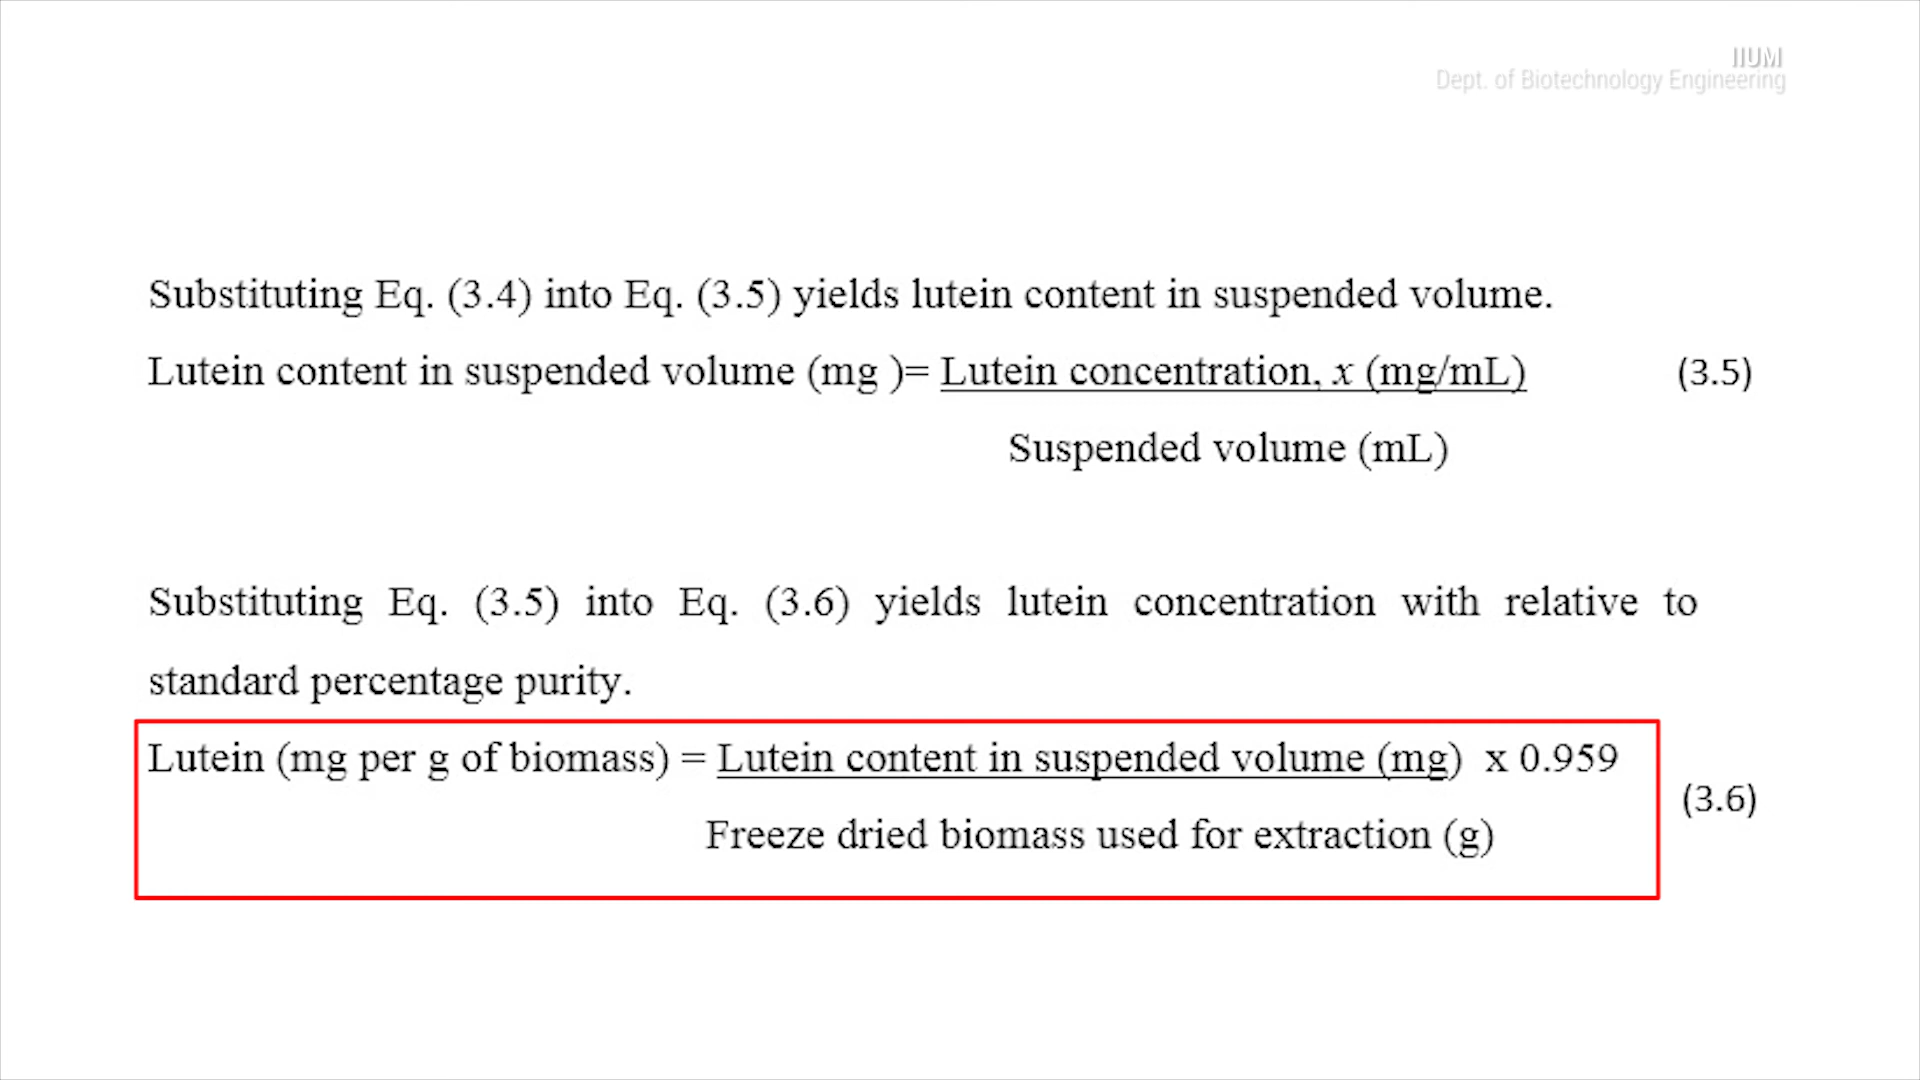 IIUM
Dept. of Biotechnology Engineering
Substituting Eq. (3.4) into Eq. (3.5) yields lutein content in suspended volume.
Lutein content in suspended volume (mg )= Lutein concentration, x (mg/mL) (3.5)
Suspended volume (mL)
Substituting Eq. (3.5) into Eq. (3.6) yields lutein concentration with relative to
standard percentage purity.
Lutein (mg per g of biomass) = Lutein content in suspended volume (mg) x 0.959
(3.6)
Freeze dried biomass used for extraction (g)